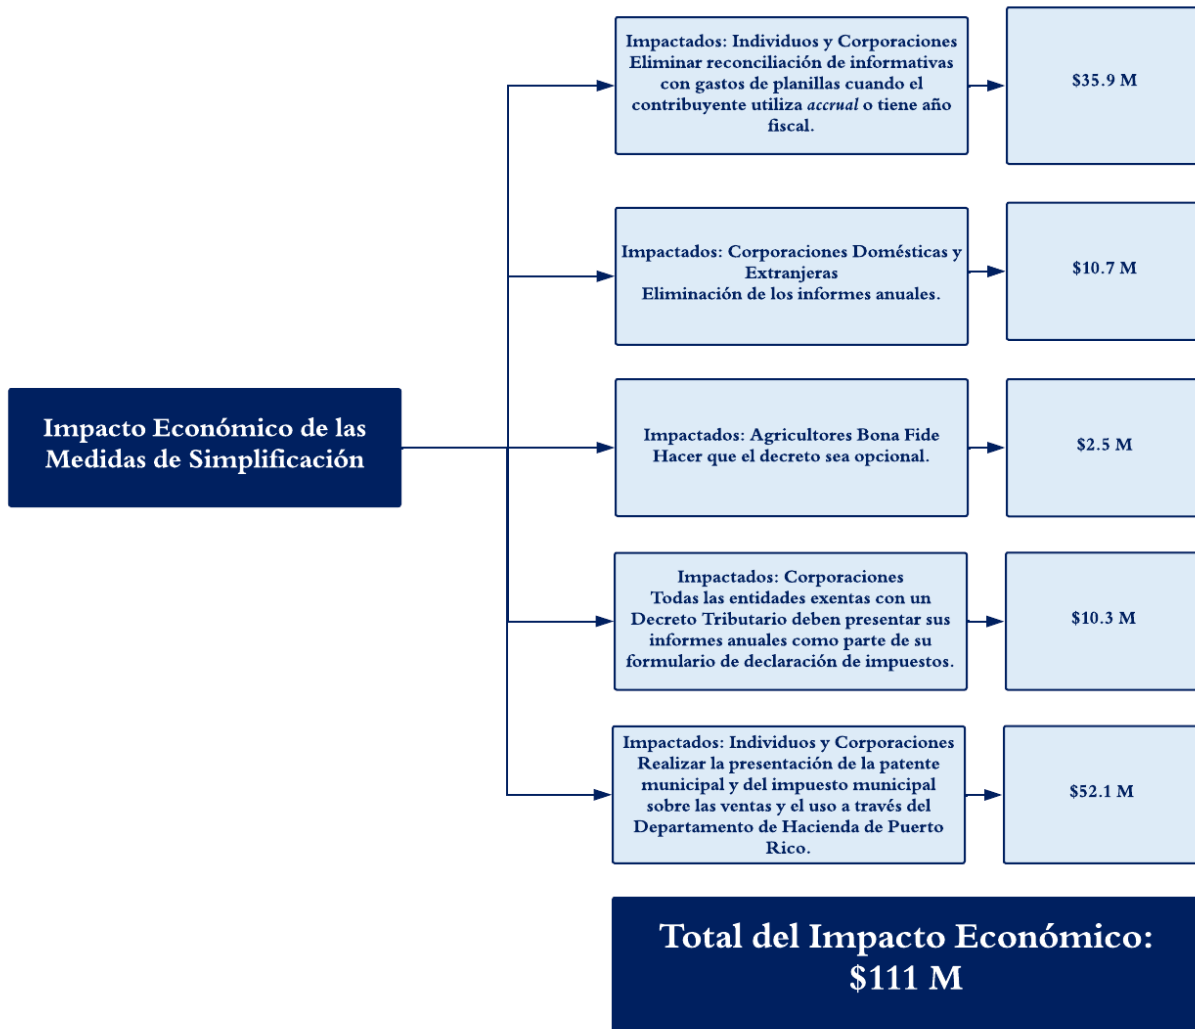 Impactados: Individuos y Corporaciones
Eliminar reconciliación de informativas
con gastos de planillas cuando el
contribuyente utiliza accrual o tiene año
fiscal.
$35.9 M
Impactados: Corporaciones Domésticas y
Extranjeras
Eliminación de los informes anuales.
$10.7 M
Impacto Económico de las
Medidas de Simplificación
Impactados: Agricultores Bona Fide
Hacer que el decreto sea opcional.
$2.5 M
Impactados: Corporaciones
Todas las entidades exentas con un
Decreto Tributario deben presentar sus
informes anuales como parte de su
formulario de declaración de impuestos.
$10.3 M
Impactados: Individuos y Corporaciones
Realizar la presentación de la patente
municipal y del impuesto municipal
sobre las ventas y el uso a través del
Departamento de Hacienda de Puerto
Rico.
$52.1 M
Total del Impacto Económico:
$111 M